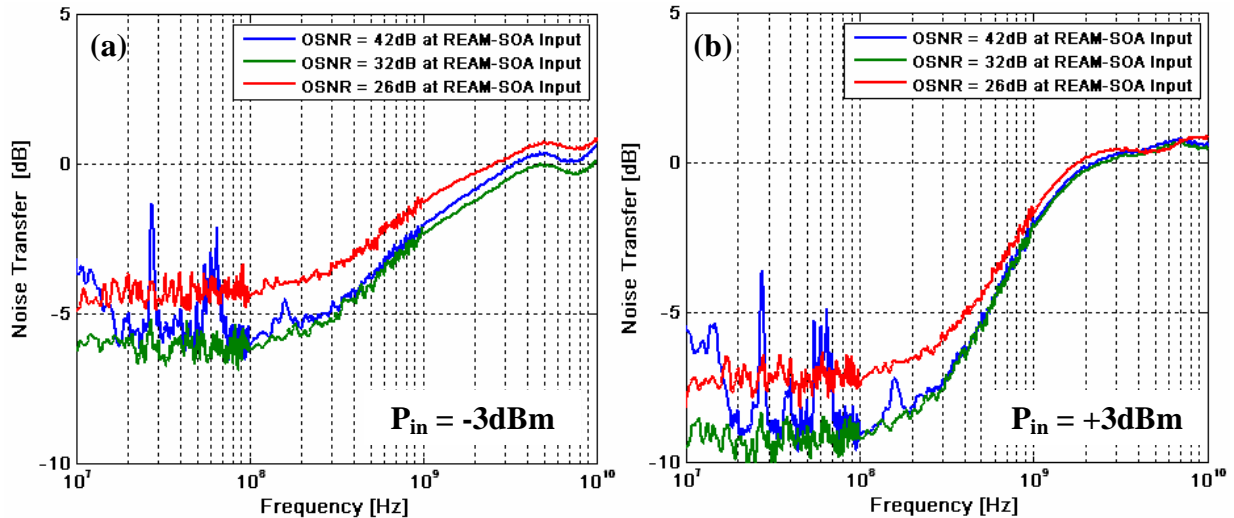 (a)
OSNR = 42dB at REAM-SOA Input
OSNR = 32dB at REAM-SOA Input
OSNR = 26dB at REAM-SOA Input
5
0
-5
-10
Noise Transfer [dB]
P_in = -3dBm
10^7
10^8
10^9
10^10
Frequency [Hz]
(b)
OSNR = 42dB at REAM-SOA Input
OSNR = 32dB at REAM-SOA Input
OSNR = 26dB at REAM-SOA Input
5
0
-5
-10
Noise Transfer [dB]
P_in = +3dBm
10^7
10^8
10^9
10^10
Frequency [Hz]